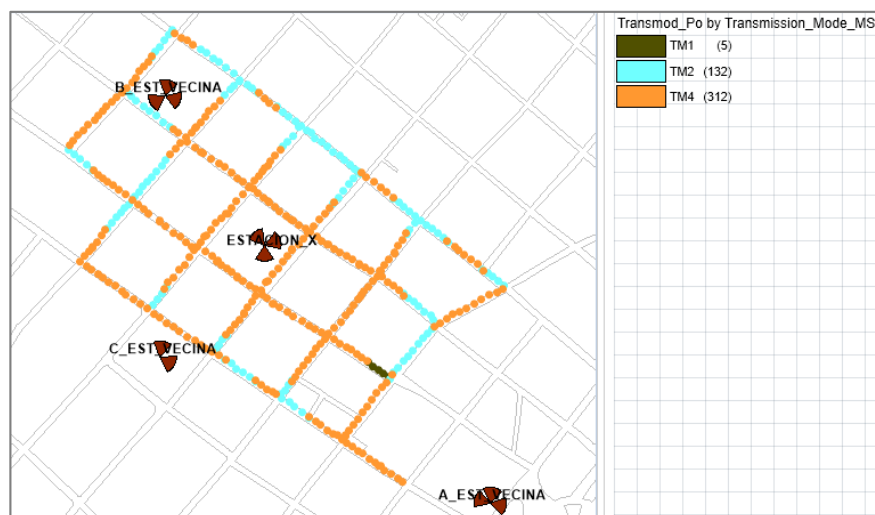 Transmod_Po by Transmission_Mode_MS
TM1 (5)
TM2 (132)
TM4 (312)
B_EST_VECINA
ESTACION_X
C_EST_VECINA
A_EST_VECINA